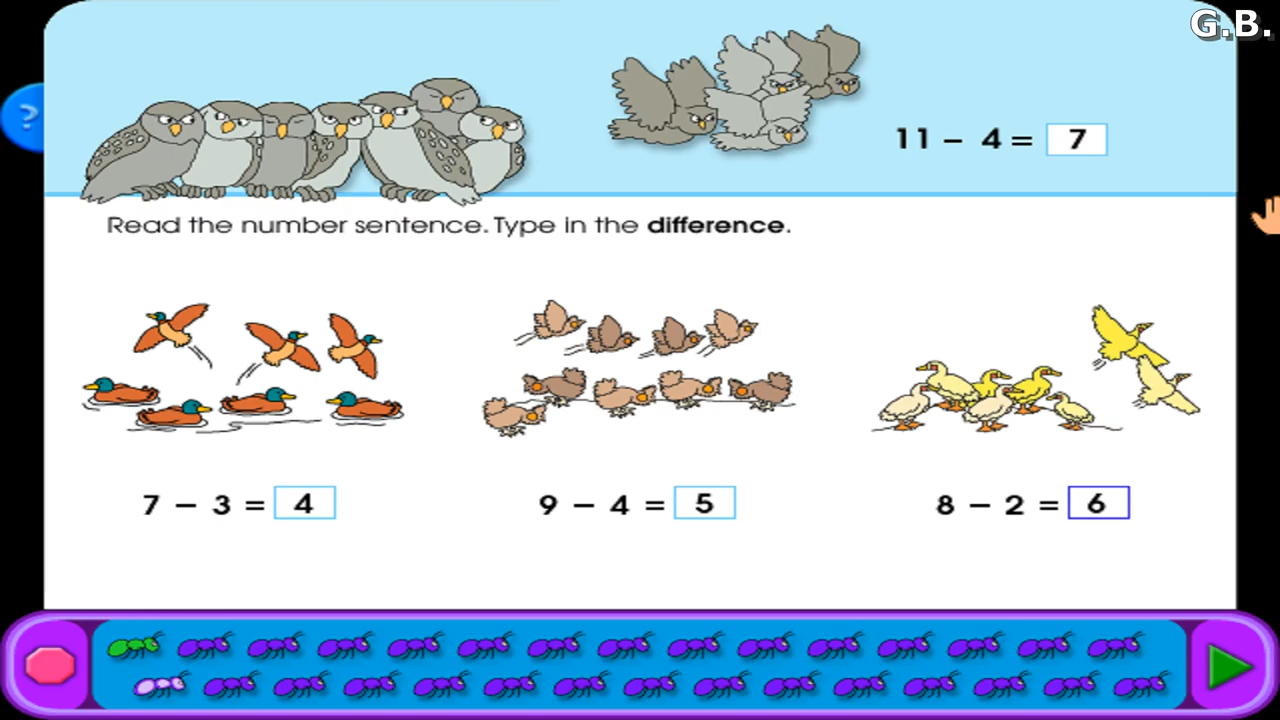 G.B.
?
11 – 4 = 7
Read the number sentence. Type in the difference.
7 – 3 = 4
9 – 4 = 5
8 – 2 = 6